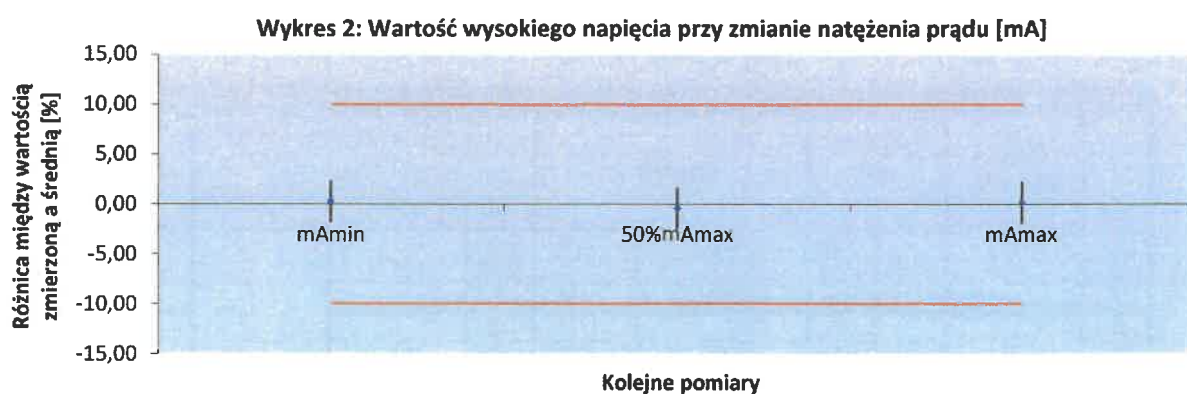 Wykres 2: Wartość wysokiego napięcia przy zmianie natężenia prądu [mA]
Różnica między wartością
zmierzoną a średnią [%]
15,00
10,00
5,00
0,00
-5,00
-10,00
-15,00
mAmin
50%mAmax
mAmax
Kolejne pomiary